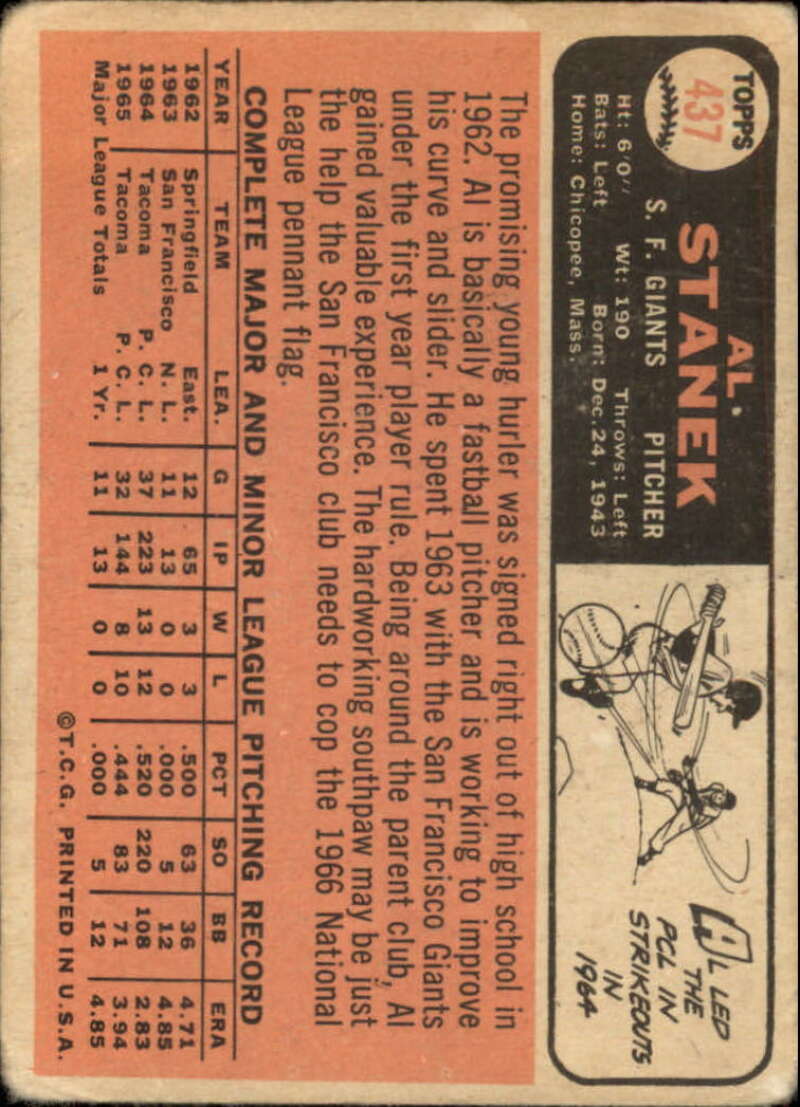 TOPPS
437
AL.
STANEK
S. F. GIANTS PITCHER
Ht: 6'0" Wt: 190 Throws: Left
Bats: Left Born: Dec. 24, 1943
Home: Chicopee, Mass.
AL LED
THE
PCL IN
STRIKEOUTS
IN
1964
The promising young hurler was signed right out of high school in
1962. Al is basically a fastball pitcher and is working to improve
his curve and slider. He spent 1963 with the San Francisco Giants
under the first year player rule. Being around the parent club, Al
gained valuable experience. The hardworking southpaw may be just
the help the San Francisco club needs to cop the 1966 National
League pennant flag.
COMPLETE MAJOR AND MINOR LEAGUE PITCHING RECORD
YEAR TEAM LEA. G IP W L PCT SO BB ERA
1962 Springfield East. 12 65 3 3 .500 63 36 4.71
1963 San Francisco N. L. 11 13 0 0 .000 5 12 4.85
1964 Tacoma P. C. L. 37 223 13 12 .520 220 108 2.83
1965 Tacoma P. C. L. 32 144 8 10 .444 83 71 3.94
Major League Totals 1 Yr. 11 13 0 0 .000 5 12 4.85
©T.C.G. PRINTED IN U.S.A.